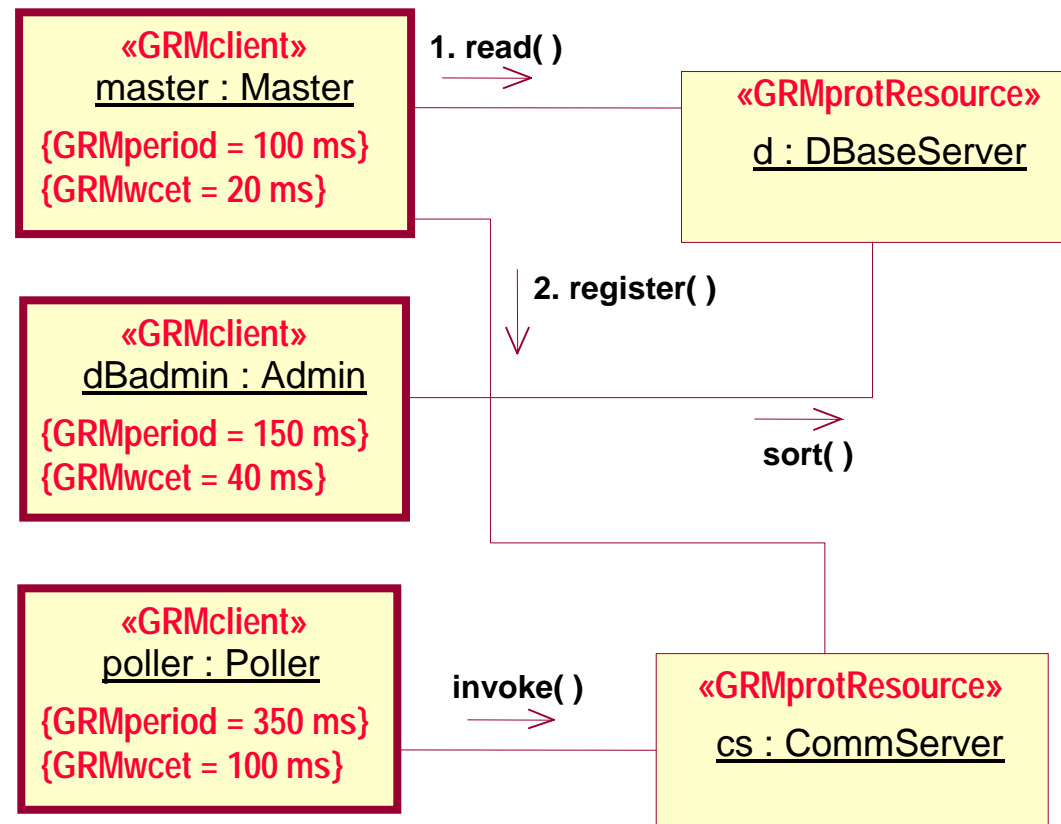 «GRMclient»
master : Master
{GRMperiod = 100 ms}
{GRMwcet = 20 ms}
1. read( )
«GRMprotResource»
d : DBaseServer
2. register( )
«GRMclient»
dBadmin : Admin
{GRMperiod = 150 ms}
{GRMwcet = 40 ms}
sort( )
«GRMclient»
poller : Poller
{GRMperiod = 350 ms}
{GRMwcet = 100 ms}
invoke( )
«GRMprotResource»
cs : CommServer